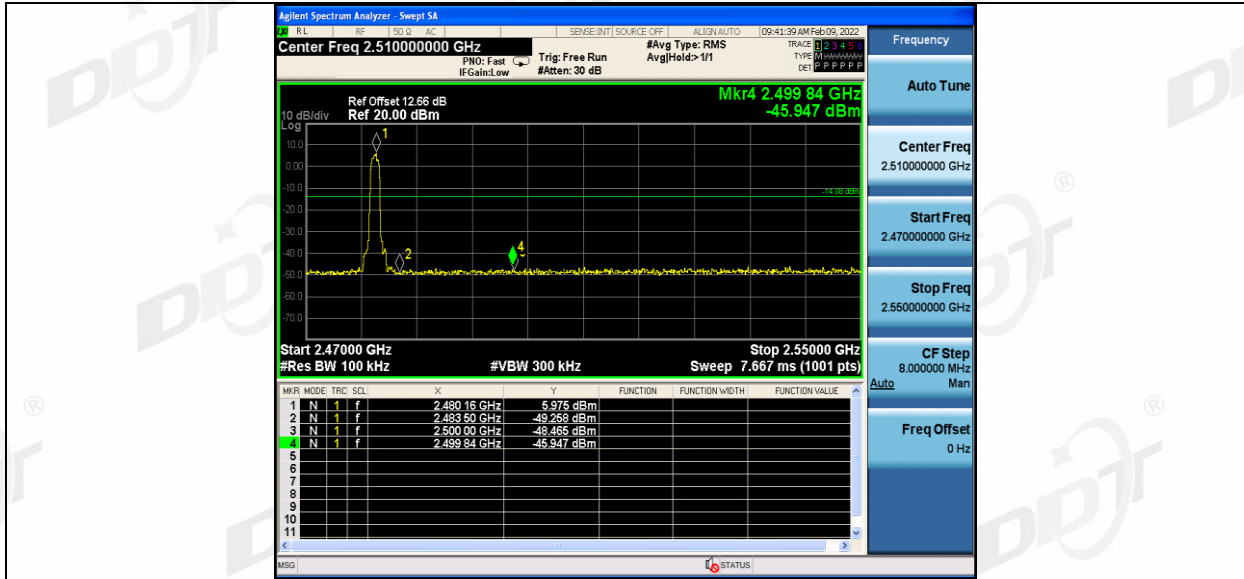 Agilent Spectrum Analyzer - Swept SA
RL RF 50 Ω AC SENSE:INT SOURCE OFF ALIGN AUTO 09:41:39 AM Feb 09, 2022
Center Freq 2.510000000 GHz
PNO: Fast
IFGain:Low
Trig: Free Run
#Atten: 30 dB
#Avg Type: RMS
Avg|Hold:>1/1
TRACE 1 2 3 4 5 6
TYPE M
DET P P P P P P
Ref Offset 12.66 dB
10 dB/div Ref 20.00 dBm
Log
Mkr4 2.499 84 GHz
-45.947 dBm
10.0
0.00
-10.0
-20.0
-30.0
-40.0
-50.0
-60.0
-70.0
1
2
4
Start 2.47000 GHz Stop 2.55000 GHz
#Res BW 100 kHz #VBW 300 kHz Sweep 7.667 ms (1001 pts)
MKR MODE TRC SCL X Y FUNCTION FUNCTION WIDTH FUNCTION VALUE
1 N 1 f 2.480 16 GHz 5.975 dBm
2 N 1 f 2.483 50 GHz -49.258 dBm
3 N 1 f 2.500 00 GHz -48.465 dBm
4 N 1 f 2.499 84 GHz -45.947 dBm
5
6
7
8
9
10
11
MSG STATUS
Frequency
Auto Tune
Center Freq
2.510000000 GHz
Start Freq
2.470000000 GHz
Stop Freq
2.550000000 GHz
CF Step
8.000000 MHz
Auto Man
Freq Offset
0 Hz